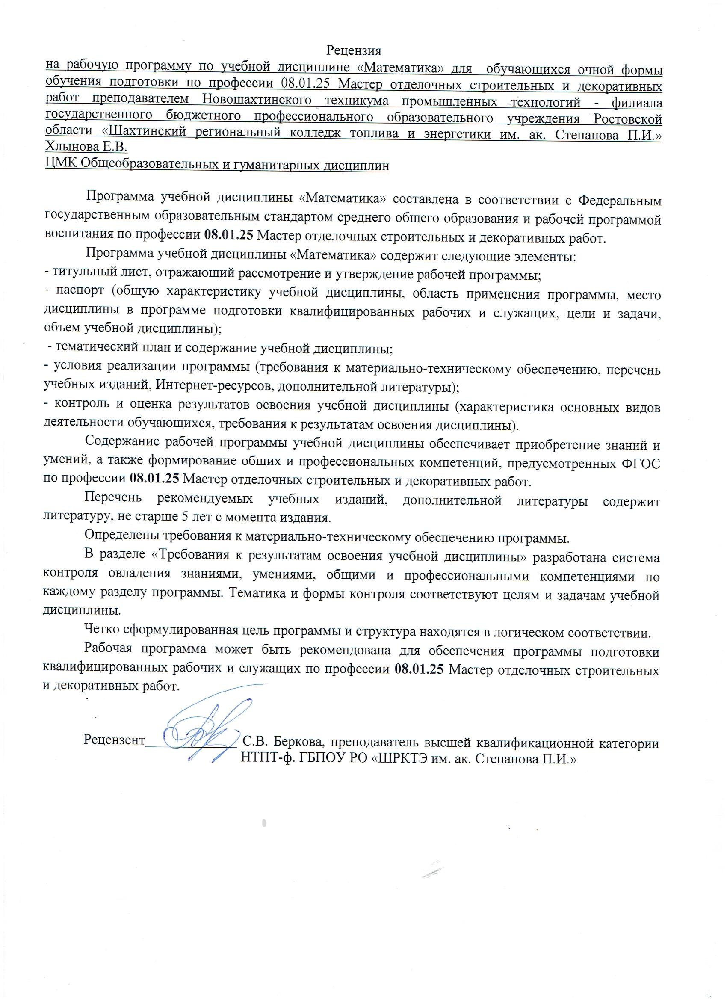 Рецензия
на рабочую программу по учебной дисциплине «Математика» для обучающихся очной формы
обучения подготовки по профессии 08.01.25 Мастер отделочных строительных и декоративных
работ преподавателем Новошахтинского техникума промышленных технологий - филиала
государственного бюджетного профессионального образовательного учреждения Ростовской
области «Шахтинский региональный колледж топлива и энергетики им. ак. Степанова П.И.»
Хлынова Е.В.
ЦМК Общеобразовательных и гуманитарных дисциплин
Программа учебной дисциплины «Математика» составлена в соответствии с Федеральным
государственным образовательным стандартом среднего общего образования и рабочей программой
воспитания по профессии 08.01.25 Мастер отделочных строительных и декоративных работ.
Программа учебной дисциплины «Математика» содержит следующие элементы:
- титульный лист, отражающий рассмотрение и утверждение рабочей программы;
- паспорт (общую характеристику учебной дисциплины, область применения программы, место
дисциплины в программе подготовки квалифицированных рабочих и служащих, цели и задачи,
объем учебной дисциплины);
- тематический план и содержание учебной дисциплины;
- условия реализации программы (требования к материально-техническому обеспечению, перечень
учебных изданий, Интернет-ресурсов, дополнительной литературы);
- контроль и оценка результатов освоения учебной дисциплины (характеристика основных видов
деятельности обучающихся, требования к результатам освоения дисциплины).
Содержание рабочей программы учебной дисциплины обеспечивает приобретение знаний и
умений, а также формирование общих и профессиональных компетенций, предусмотренных ФГОС
по профессии 08.01.25 Мастер отделочных строительных и декоративных работ.
Перечень рекомендуемых учебных изданий, дополнительной литературы содержит
литературу, не старше 5 лет с момента издания.
Определены требования к материально-техническому обеспечению программы.
В разделе «Требования к результатам освоения учебной дисциплины» разработана система
контроля овладения знаниями, умениями, общими и профессиональными компетенциями по
каждому разделу программы. Тематика и формы контроля соответствуют целям и задачам учебной
дисциплины.
Четко сформулированная цель программы и структура находятся в логическом соответствии.
Рабочая программа может быть рекомендована для обеспечения программы подготовки
квалифицированных рабочих и служащих по профессии 08.01.25 Мастер отделочных строительных
и декоративных работ.
Рецензент______________ С.В. Беркова, преподаватель высшей квалификационной категории
НТПТ-ф. ГБПОУ РО «ШРКТЭ им. ак. Степанова П.И.»